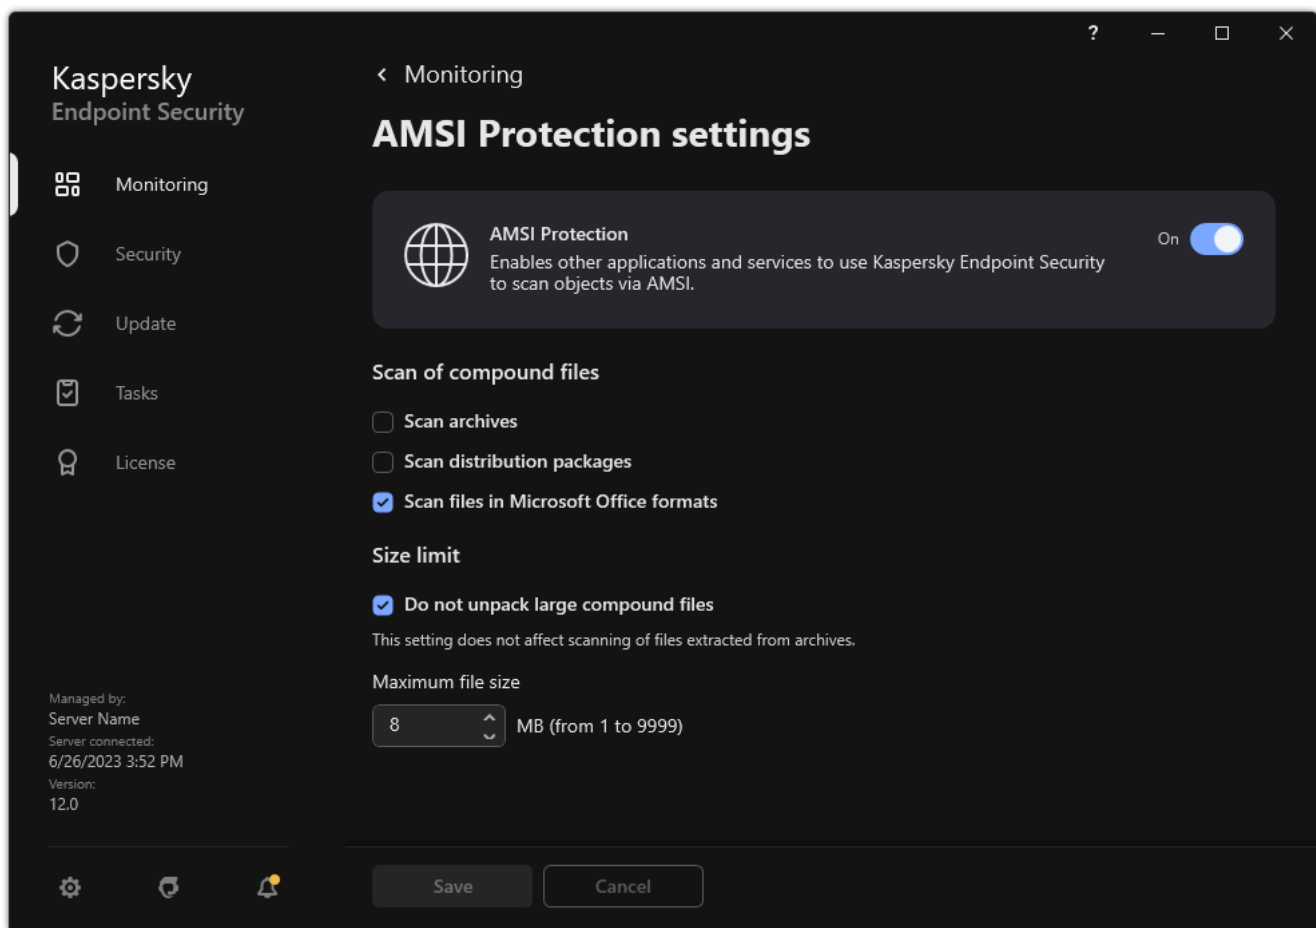 ?
Kaspersky
Endpoint Security
Monitoring
Security
Update
Tasks
License
Managed by:
Server Name
Server connected:
6/26/2023 3:52 PM
Version:
12.0
Monitoring
AMSI Protection settings
AMSI Protection
Enables other applications and services to use Kaspersky Endpoint Security
to scan objects via AMSI.
On
Scan of compound files
Scan archives
Scan distribution packages
Scan files in Microsoft Office formats
Size limit
Do not unpack large compound files
This setting does not affect scanning of files extracted from archives.
Maximum file size
8 MB (from 1 to 9999)
Save
Cancel